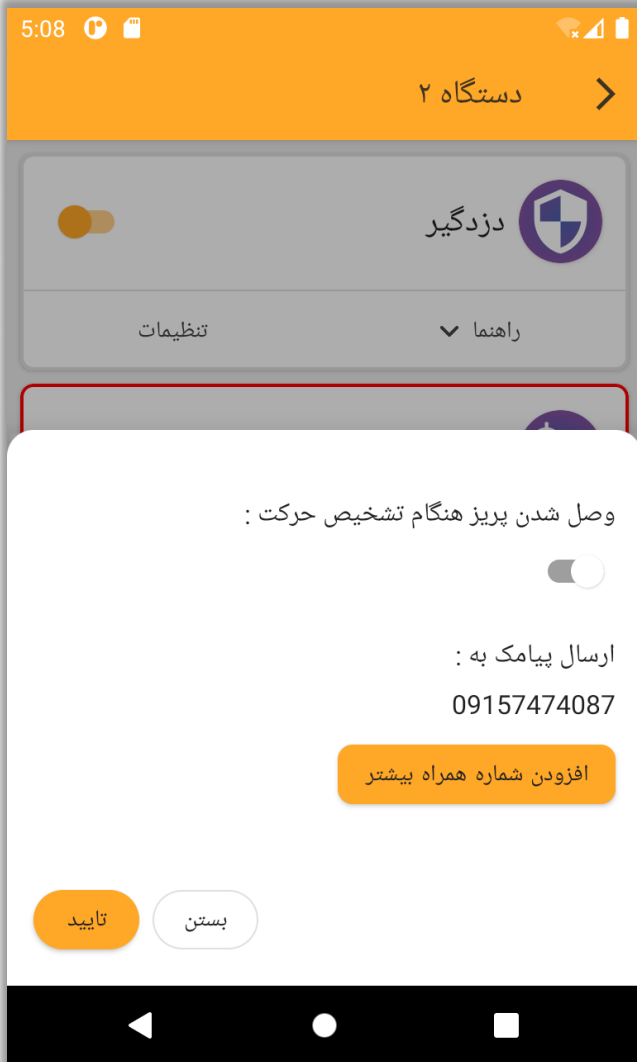 5:08
دستگاه ۲
دزدگیر
راهنما
تنظیمات
وصل شدن پریز هنگام تشخیص حرکت :
ارسال پیامک به :
09157474087
افزودن شماره همراه بیشتر
بستن
تایید